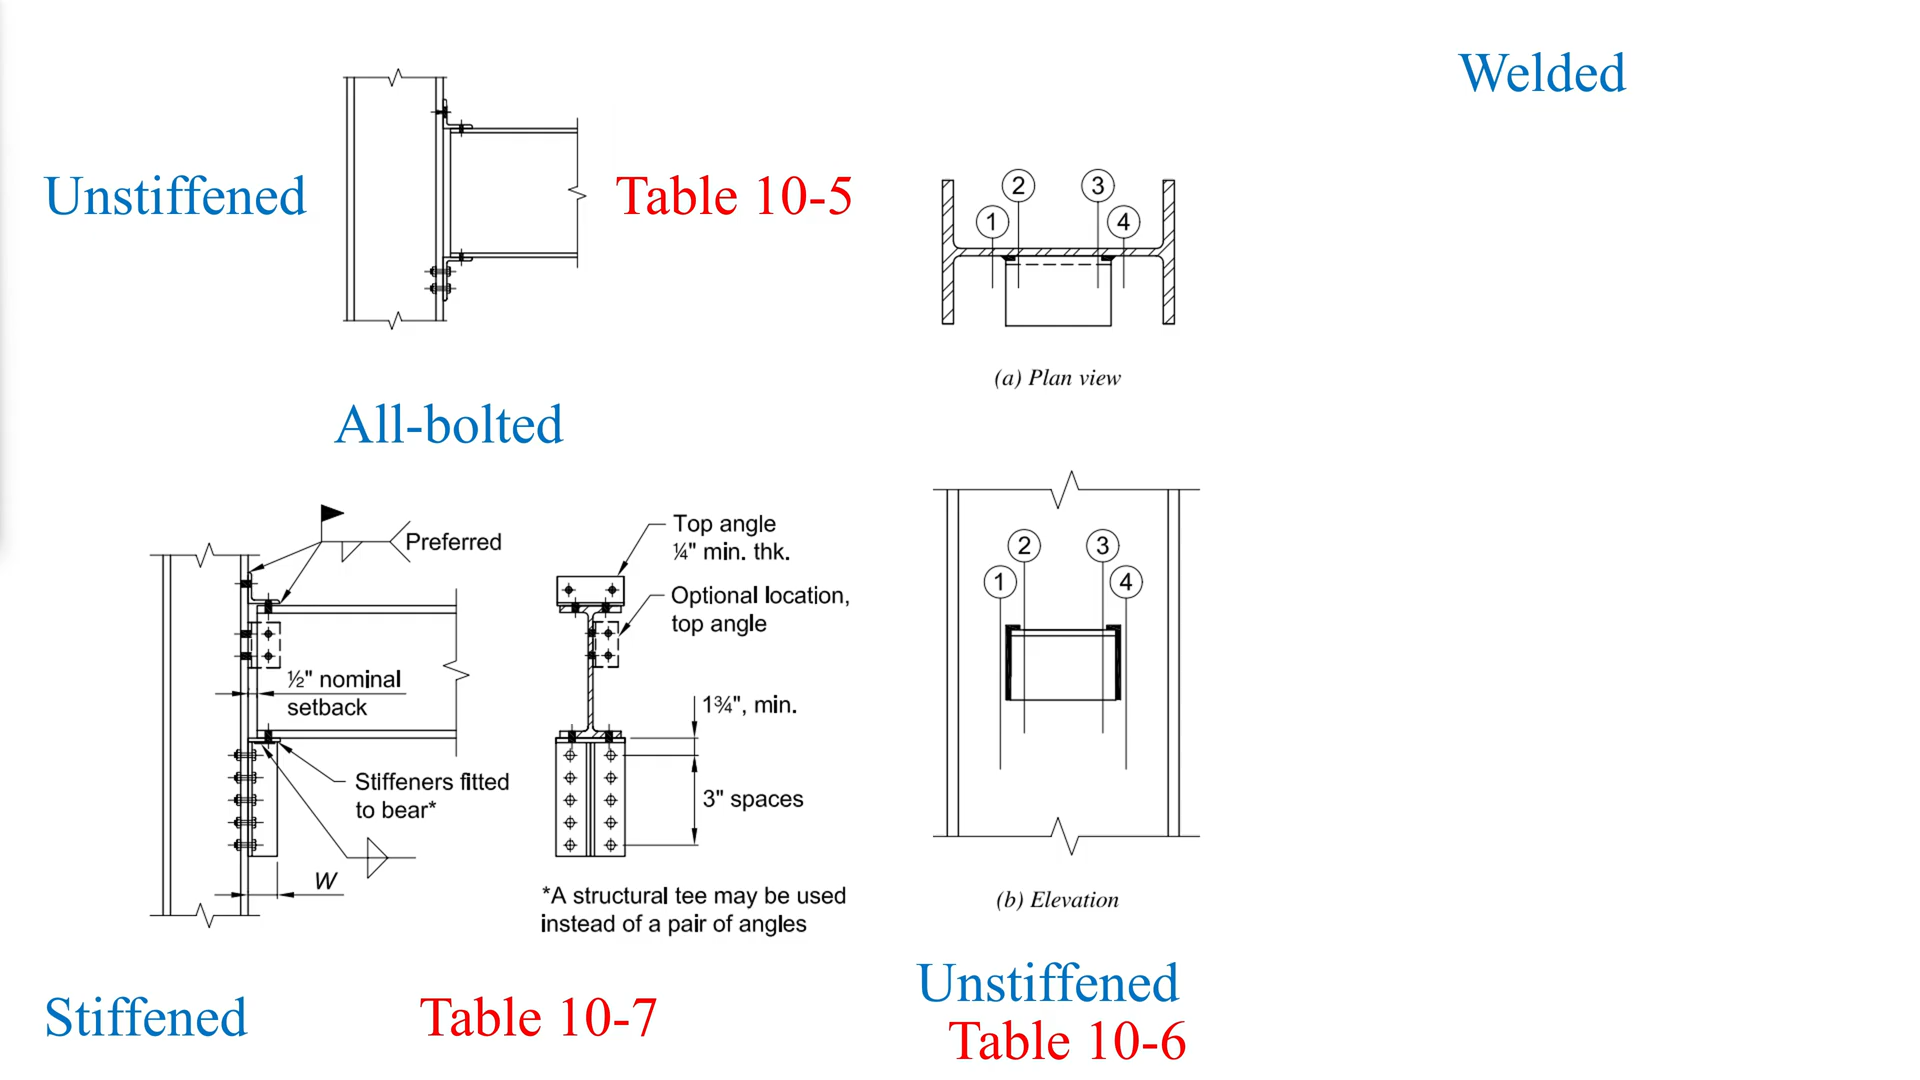 Welded
Unstiffened
Table 10-5
2
3
1
4
(a) Plan view
All-bolted
Preferred
Top angle
¼" min. thk.
Optional location,
top angle
½" nominal
setback
1¾", min.
Stiffeners fitted
to bear*
3" spaces
W
*A structural tee may be used
instead of a pair of angles
2
3
1
4
(b) Elevation
Stiffened
Table 10-7
Unstiffened
Table 10-6